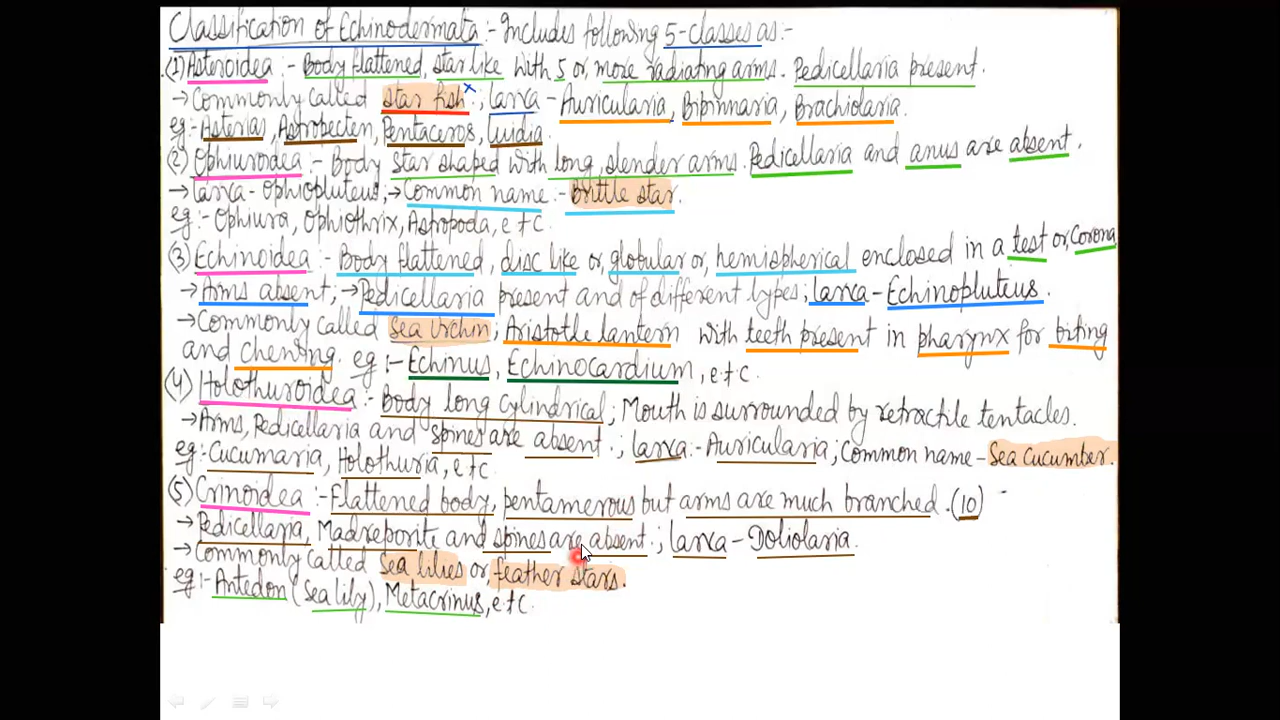 Classification of Echinodermata :- Includes following 5-classes as:-
(1) Asteroidea :- Body flattened, star like with 5 or, more radiating arms. Pedicellaria present.
→ Commonly called star fish x ; larva - Auricularia, Bipinnaria, Brachiolaria.
eg:- Asterias, Astropecten, Pentaceros, Luidia
(2) Ophiuroidea :- Body star shaped with long, slender arms. Pedicellaria and anus are absent.
→ Larva - Ophiopluteus; → Common name :- Brittle star.
eg :- Ophiura, Ophiothrix, Astropoda, etc.
(3) Echinoidea :- Body flattened, disc like or, globular or, hemispherical enclosed in a test or, Corona
→ Arms absent; → Pedicellaria present and of different types; larva - Echinopluteus.
→ Commonly called Sea Urchin; Aristotle lantern with teeth present in pharynx for biting
and chewing. eg :- Echinus, Echinocardium, etc.
(4) Holothuroidea :- Body long cylindrical; Mouth is surrounded by retractile tentacles.
→ Arms, Pedicellaria and spines are absent. ; larva :- Auricularia; Common name - Sea Cucumber.
eg :- Cucumaria, Holothuria, etc
(5) Crinoidea :- Flattened body, pentamerous but arms are much branched. (10) -
→ Pedicellaria, Madreporite and spines are absent. ; larva - Doliolaria.
→ Commonly called Sea lilies or, feather stars.
eg :- Antedon (Sea lily), Metacrinus, etc.